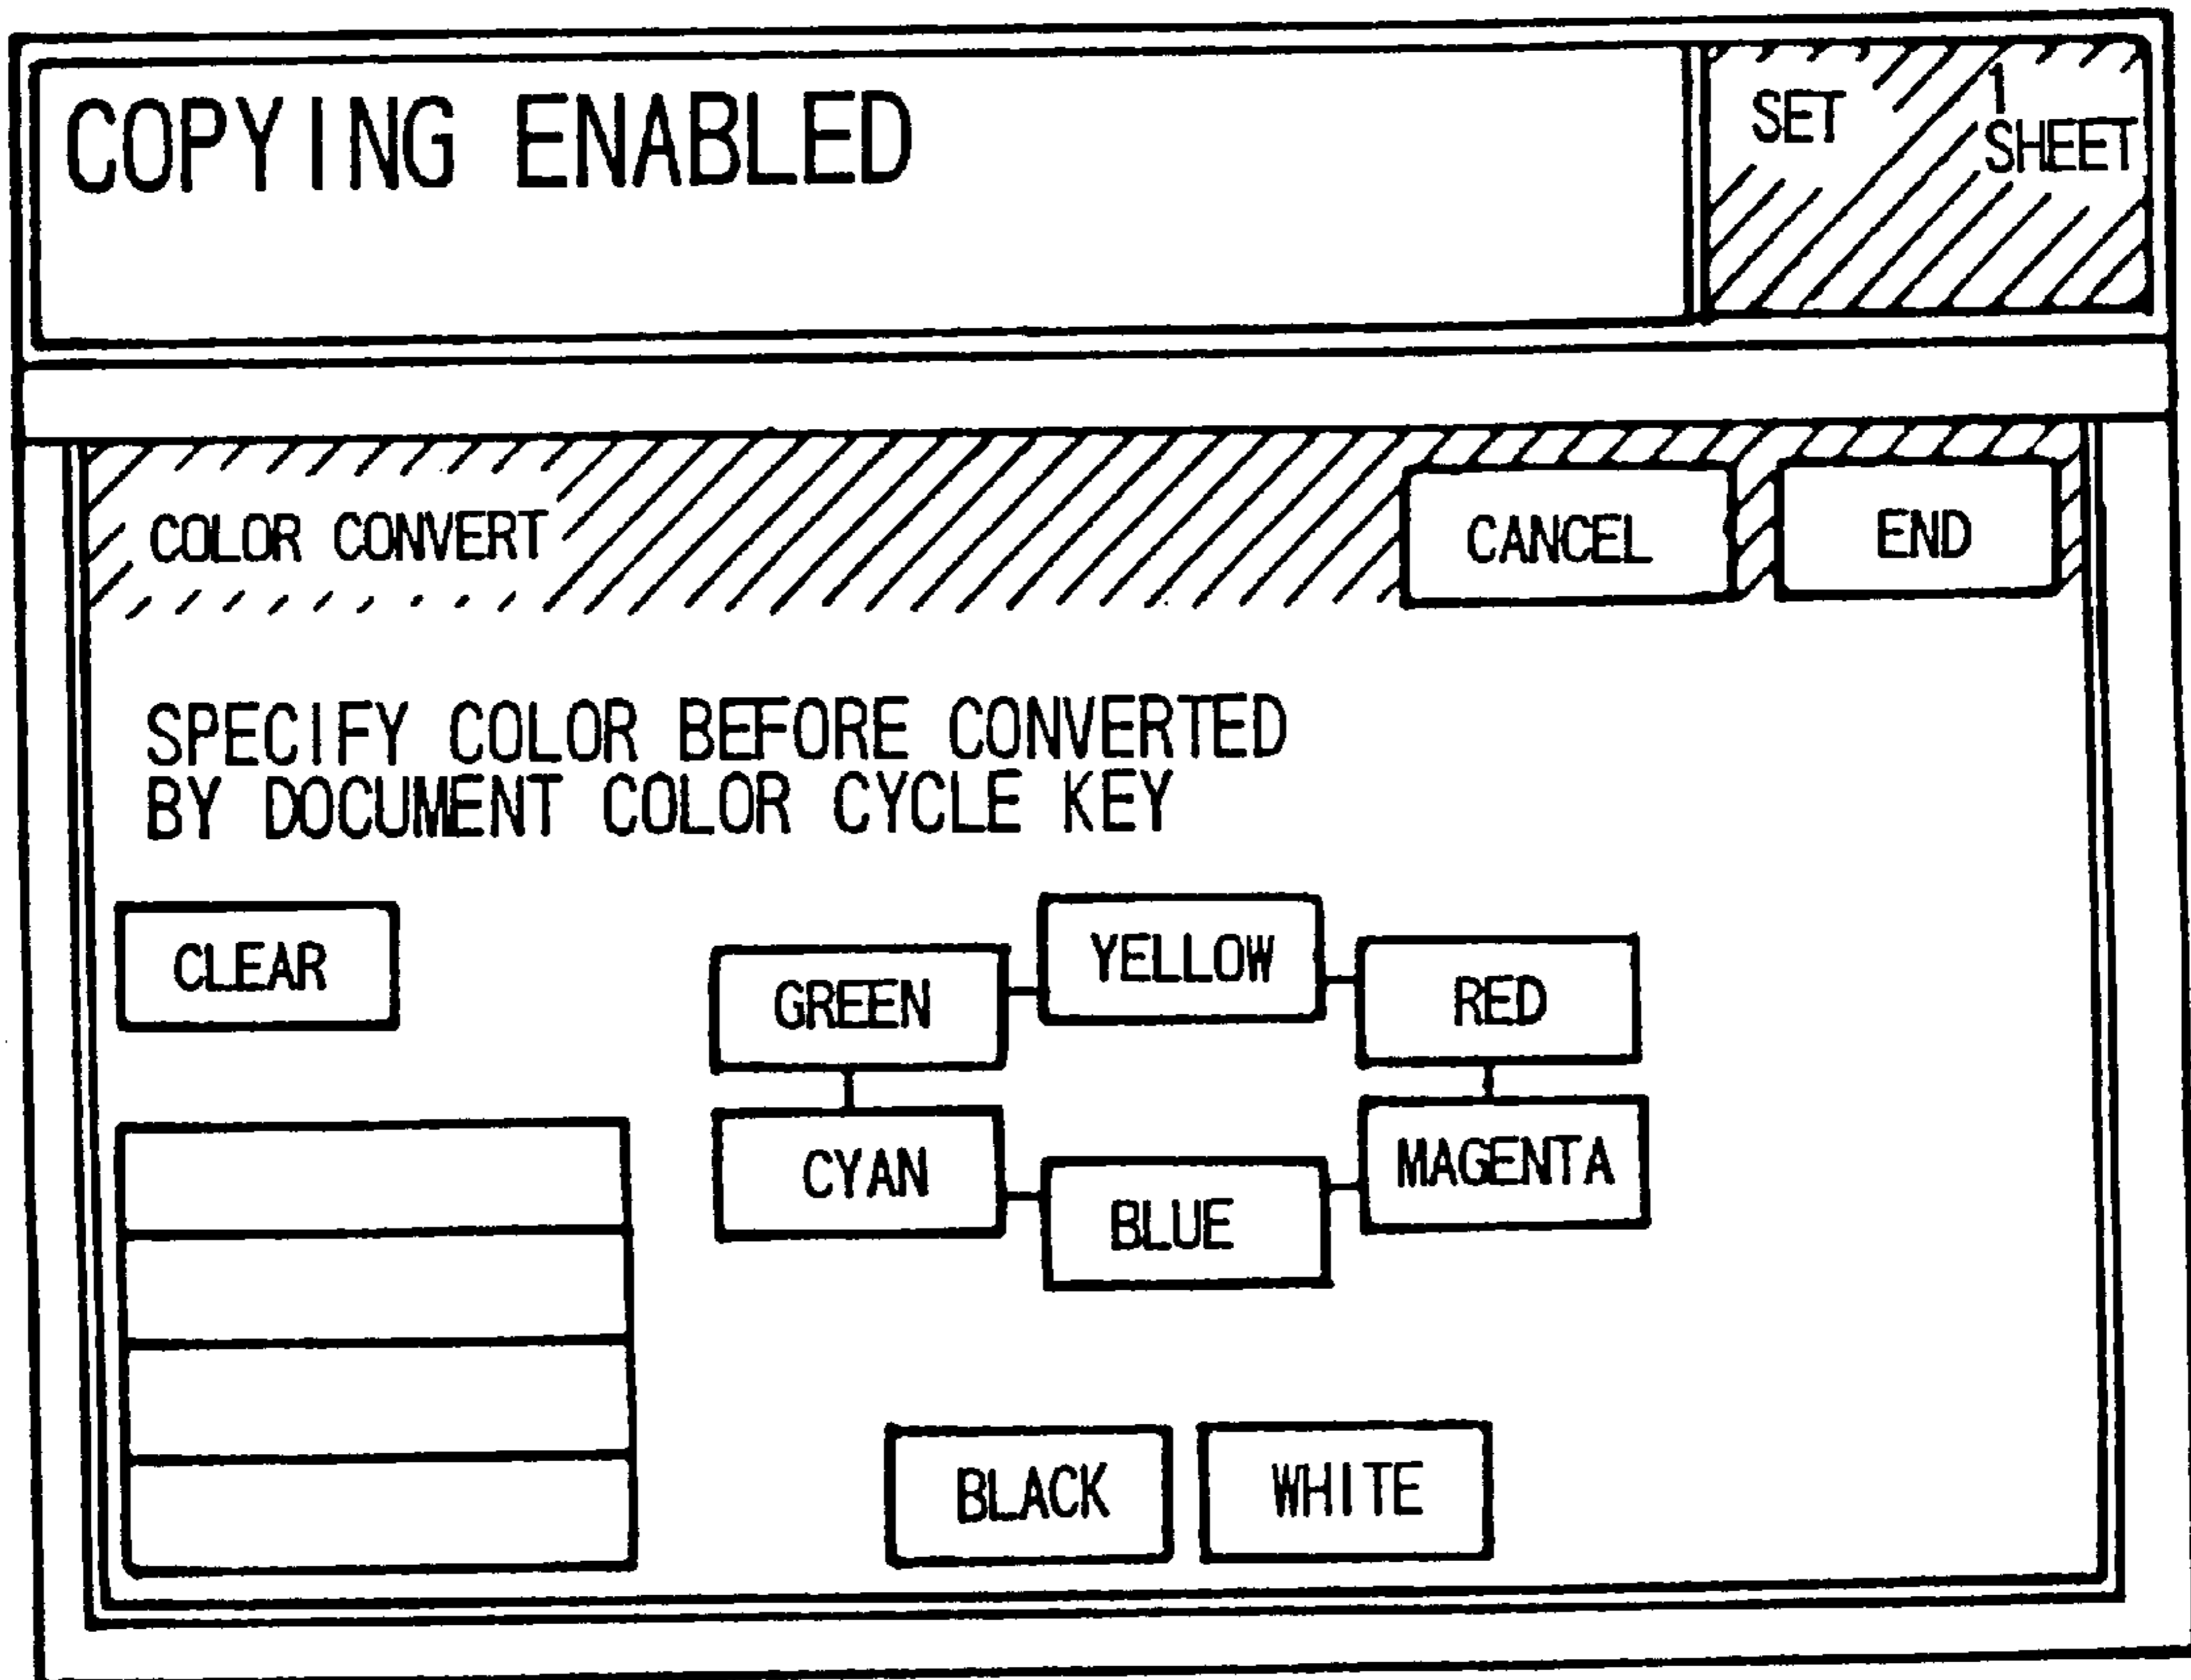 COPYING ENABLED
SET
1
SHEET
COLOR CONVERT
CANCEL
END
SPECIFY COLOR BEFORE CONVERTED
BY DOCUMENT COLOR CYCLE KEY
CLEAR
GREEN
YELLOW
RED
CYAN
BLUE
MAGENTA
BLACK
WHITE